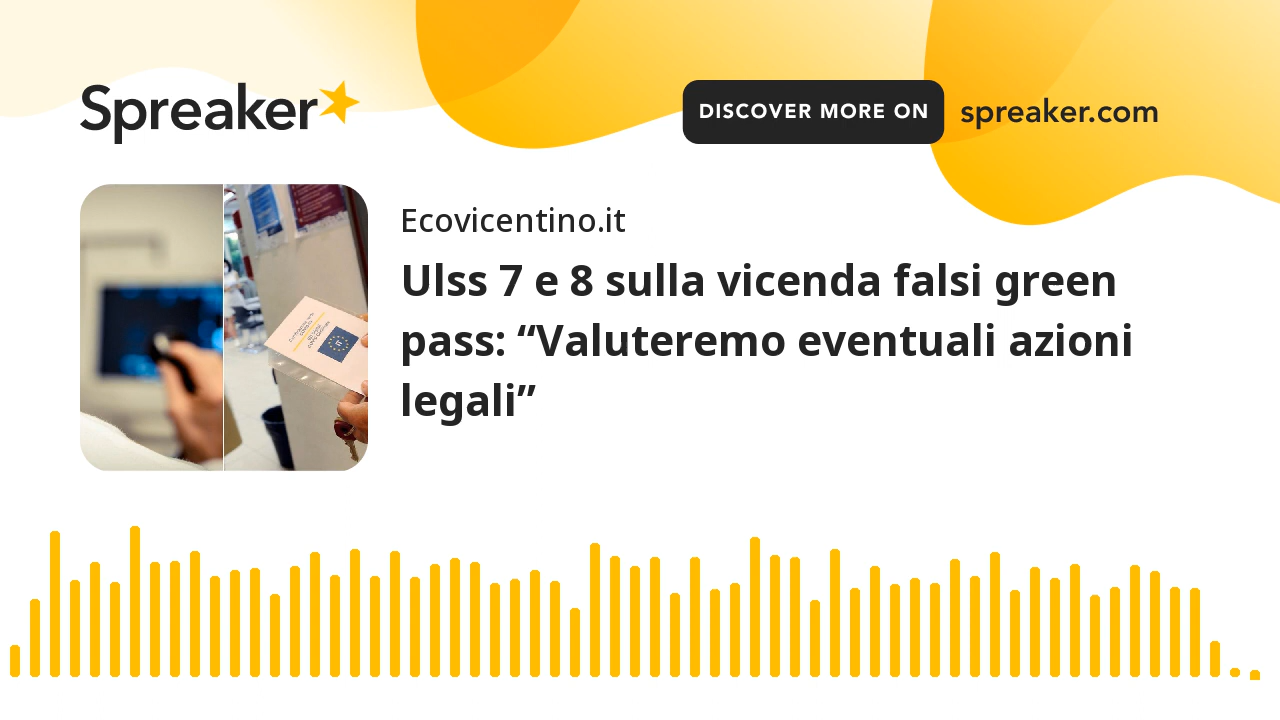 Spreaker
DISCOVER MORE ON
spreaker.com
Ecovicentino.it
Ulss 7 e 8 sulla vicenda falsi green
pass: “Valuteremo eventuali azioni
legali”